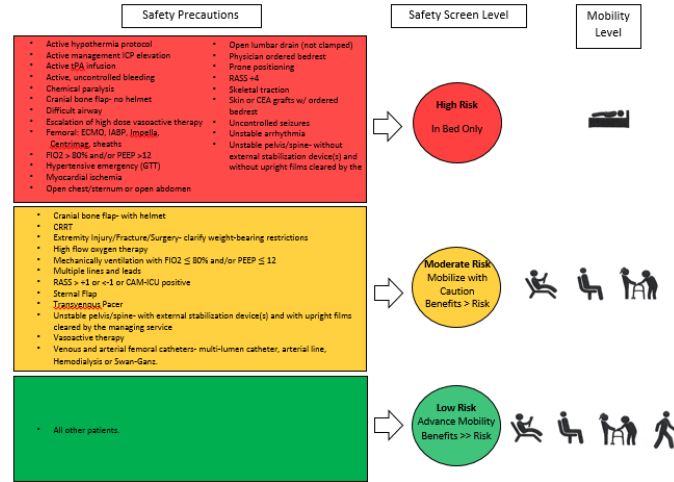 Safety Precautions
Safety Screen Level
Mobility
Level
• Active hypothermia protocol
• Active management ICP elevation
• Active tPA infusion
• Active, uncontrolled bleeding
• Chemical paralysis
• Cranial bone flap- no helmet
• Difficult airway
• Escalation of high dose vasoactive therapy
• Femoral: ECMO, IABP, Impella,
Centrimag, sheaths
• FIO2 > 80% and/or PEEP >12
• Hypertensive emergency (GTT)
• Myocardial ischemia
• Open chest/sternum or open abdomen
• Open lumbar drain (not clamped)
• Physician ordered bedrest
• Prone positioning
• RASS +4
• Skeletal traction
• Skin or CEA grafts w/ ordered
bedrest
• Uncontrolled seizures
• Unstable arrhythmia
• Unstable pelvis/spine- without
external stabilization device(s) and
without upright films cleared by the
High Risk
In Bed Only
• Cranial bone flap- with helmet
• CRRT
• Extremity Injury/Fracture/Surgery- clarify weight-bearing restrictions
• High flow oxygen therapy
• Mechanically ventilation with FIO2 ≤ 80% and/or PEEP ≤ 12
• Multiple lines and leads
• RASS > +1 or <-1 or CAM-ICU positive
• Sternal Flap
• Transvenous Pacer
• Unstable pelvis/spine- with external stabilization device(s) and with upright films
cleared by the managing service
• Vasoactive therapy
• Venous and arterial femoral catheters- multi-lumen catheter, arterial line,
Hemodialysis or Swan-Ganz.
Moderate Risk
Mobilize with
Caution
Benefits > Risk
• All other patients.
Low Risk
Advance Mobility
Benefits >> Risk